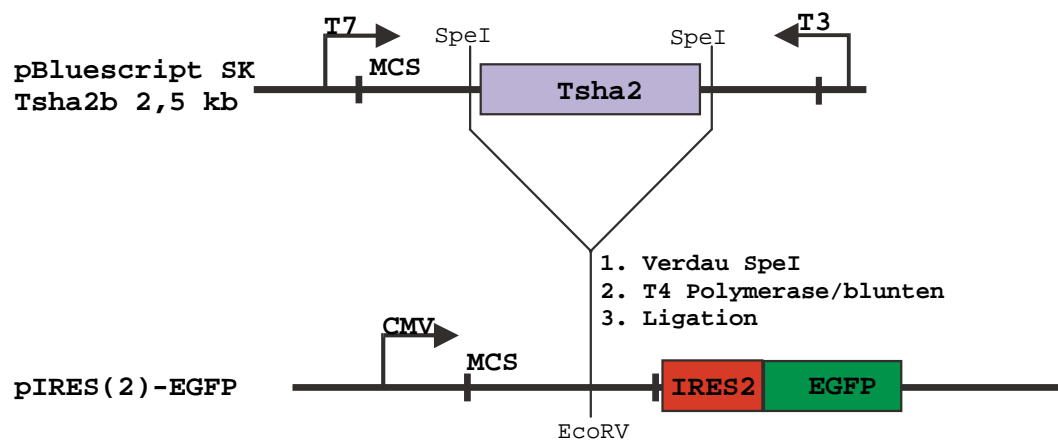 T7
SpeI
SpeI
T3
pBluescript SK
Tsha2b 2,5 kb
MCS
Tsha2
1. Verdau SpeI
2. T4 Polymerase/blunten
3. Ligation
CMV
MCS
pIRES(2)-EGFP
IRES2
EGFP
EcoRV